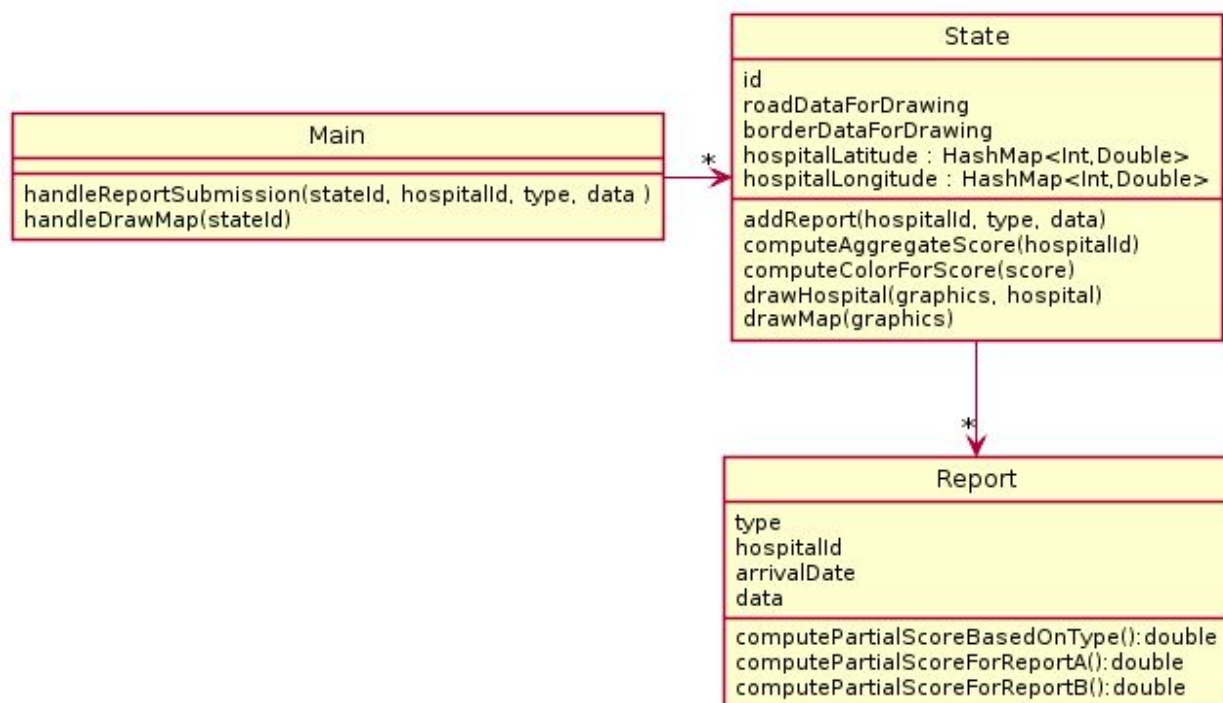 Main
handleReportSubmission(stateId, hospitalId, type, data )
handleDrawMap(stateId)
*
State
id
roadDataForDrawing
borderDataForDrawing
hospitalLatitude : HashMap<Int,Double>
hospitalLongitude : HashMap<Int,Double>
addReport(hospitalId, type, data)
computeAggregateScore(hospitalId)
computeColorForScore(score)
drawHospital(graphics, hospital)
drawMap(graphics)
*
Report
type
hospitalId
arrivalDate
data
computePartialScoreBasedOnType():double
computePartialScoreForReportA():double
computePartialScoreForReportB():double